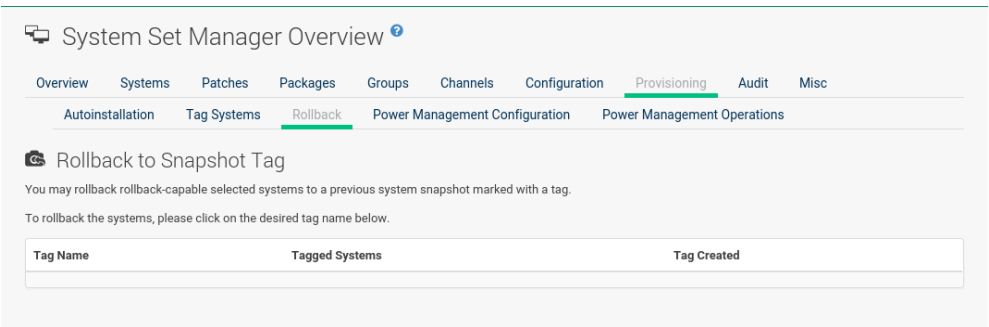 System Set Manager Overview ?
Overview Systems Patches Packages Groups Channels Configuration Provisioning Audit Misc
Autoinstallation Tag Systems Rollback Power Management Configuration Power Management Operations
Rollback to Snapshot Tag
You may rollback rollback-capable selected systems to a previous system snapshot marked with a tag.
To rollback the systems, please click on the desired tag name below.
Tag Name Tagged Systems Tag Created